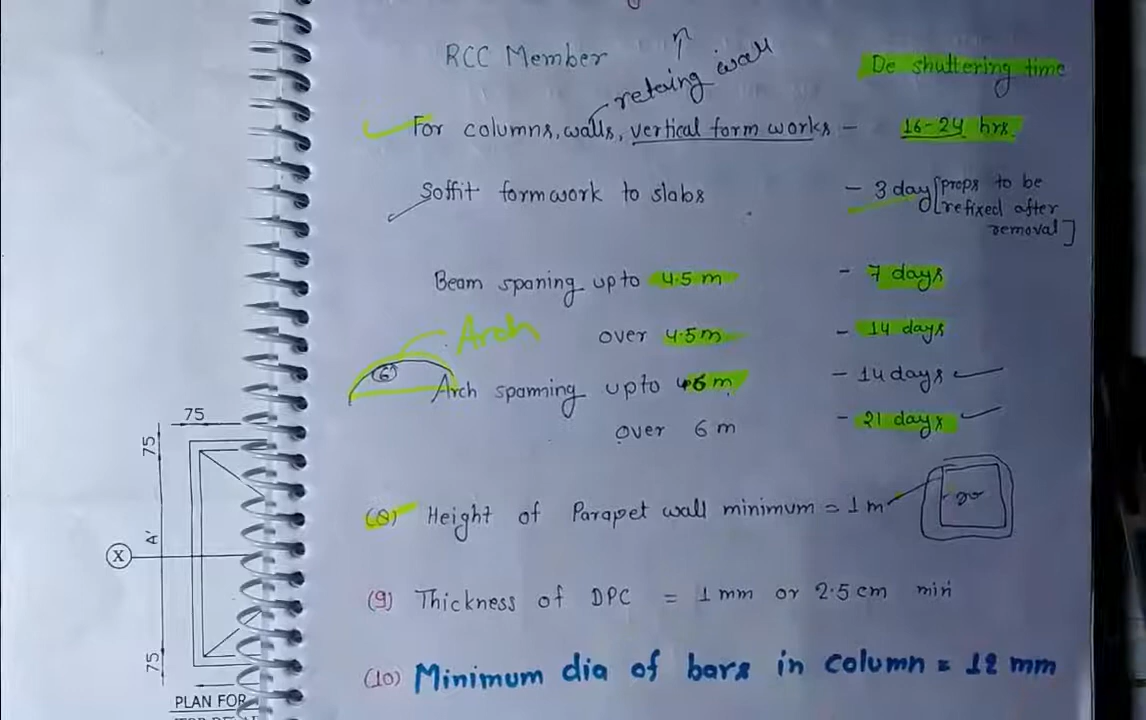 RCC Member
De shuttering time
retaing wall
For columns, walls, vertical form works - 16-24 hrs.
Soffit formwork to slabs - 3 day [props to be
refixed after
removal]
Beam spaning upto 4.5 m - 7 days
Arch
over 4.5m - 14 days
6
Arch spanning upto 6m - 14 days
over 6 m - 21 days
(8) Height of Parapet wall minimum = 1 m
(9) Thickness of DPC = 1 mm or 2.5 cm min
(10) Minimum dia of bars in column = 12 mm
75
75
A'
X
75
PLAN FOR